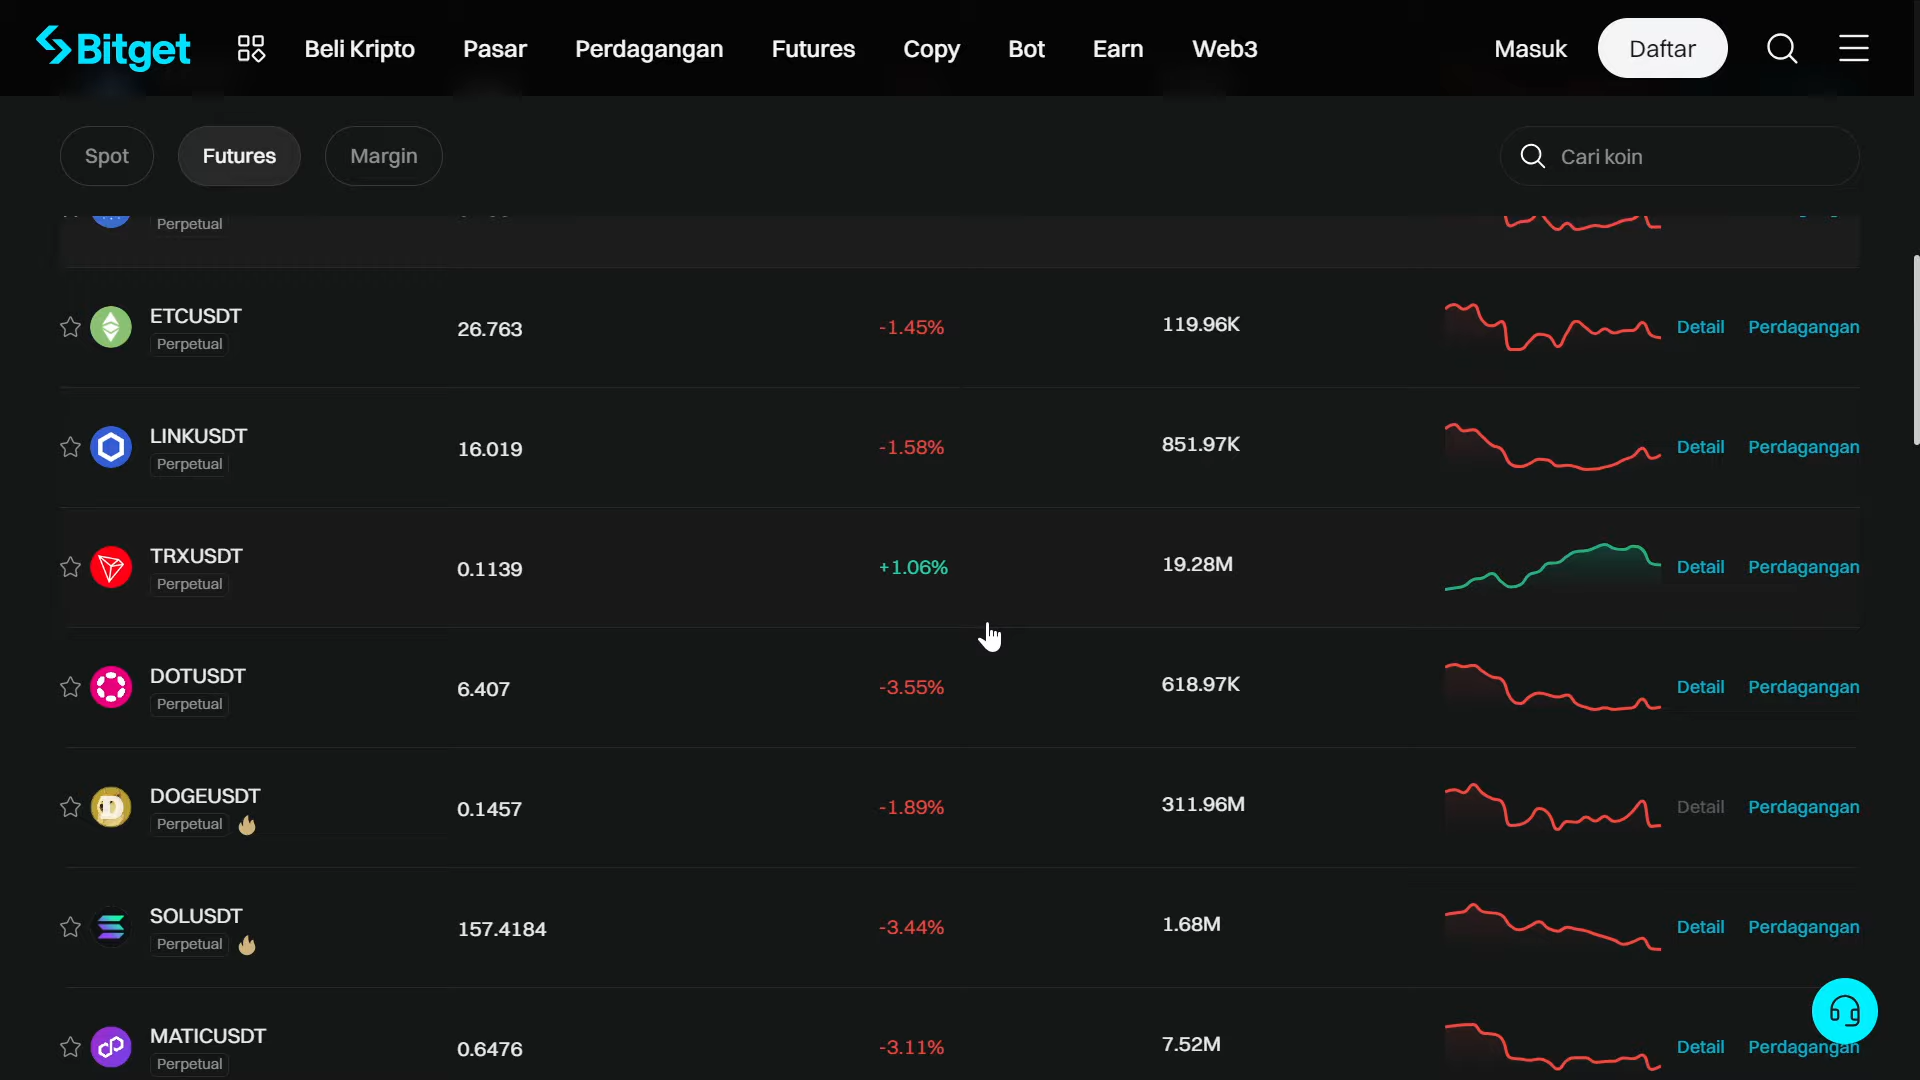 Bitget Beli Kripto Pasar Perdagangan Futures Copy Bot Earn Web3 Masuk Daftar
Spot Futures Margin Cari koin
Perpetual
ETCUSDT
Perpetual
26.763 -1.45% 119.96K Detail Perdagangan
LINKUSDT
Perpetual
16.019 -1.58% 851.97K Detail Perdagangan
TRXUSDT
Perpetual
0.1139 +1.06% 19.28M Detail Perdagangan
DOTUSDT
Perpetual
6.407 -3.55% 618.97K Detail Perdagangan
DOGEUSDT
Perpetual
0.1457 -1.89% 311.96M Detail Perdagangan
SOLUSDT
Perpetual
157.4184 -3.44% 1.68M Detail Perdagangan
MATICUSDT
Perpetual
0.6476 -3.11% 7.52M Detail Perdagangan